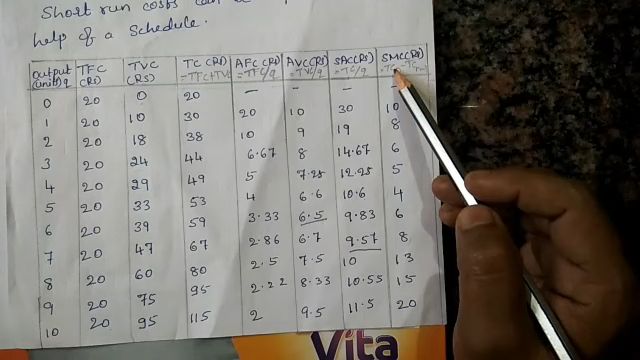 Short run costs can
help of a schedule.
output (units) q TFC (RS) TVC (RS) TC (RS) =TFC+TVC AFC (RS) =TFC/q AVC (RS) =TVC/q SAC (RS) =TC/q SMC (RS)
0 20 0 20 — — — —
1 20 10 30 20 10 30 10
2 20 18 38 10 9 19 8
3 20 24 44 6.67 8 14.67 6
4 20 29 49 5 7.25 12.25 5
5 20 33 53 4 6.6 10.6 4
6 20 39 59 3.33 6.5 9.83 6
7 20 47 67 2.86 6.7 9.57 8
8 20 60 80 2.5 7.5 10 13
9 20 75 95 2.22 8.33 10.55 15
10 20 95 115 2 9.5 11.5 20
Vita